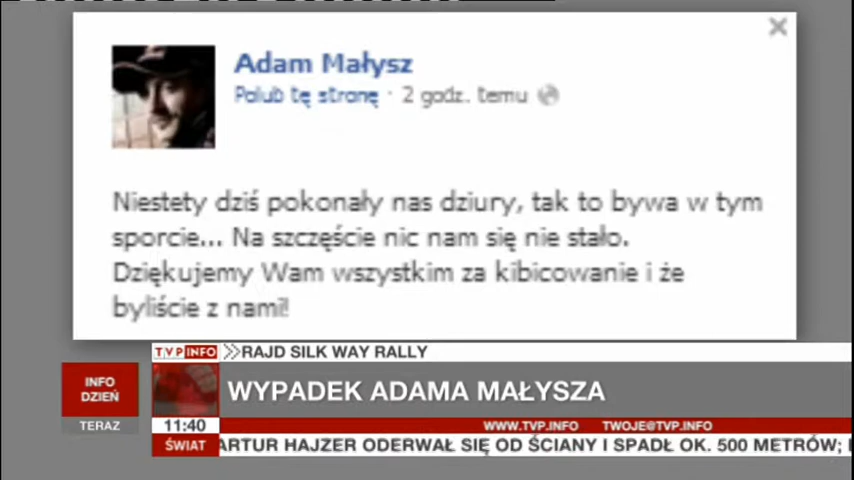 Adam Małysz
Polub tę stronę · 2 godz. temu
Niestety dziś pokonały nas dziury, tak to bywa w tym
sporcie... Na szczęście nic nam się nie stało.
Dziękujemy Wam wszystkim za kibicowanie i że
byliście z nami!
TVP INFO RAJD SILK WAY RALLY
INFO
DZIEŃ
TERAZ
WYPADEK ADAMA MAŁYSZA
11:40 WWW.TVP.INFO TWOJE@TVP.INFO
ŚWIAT ARTUR HAJZER ODERWAŁ SIĘ OD ŚCIANY I SPADŁ OK. 500 METRÓW;